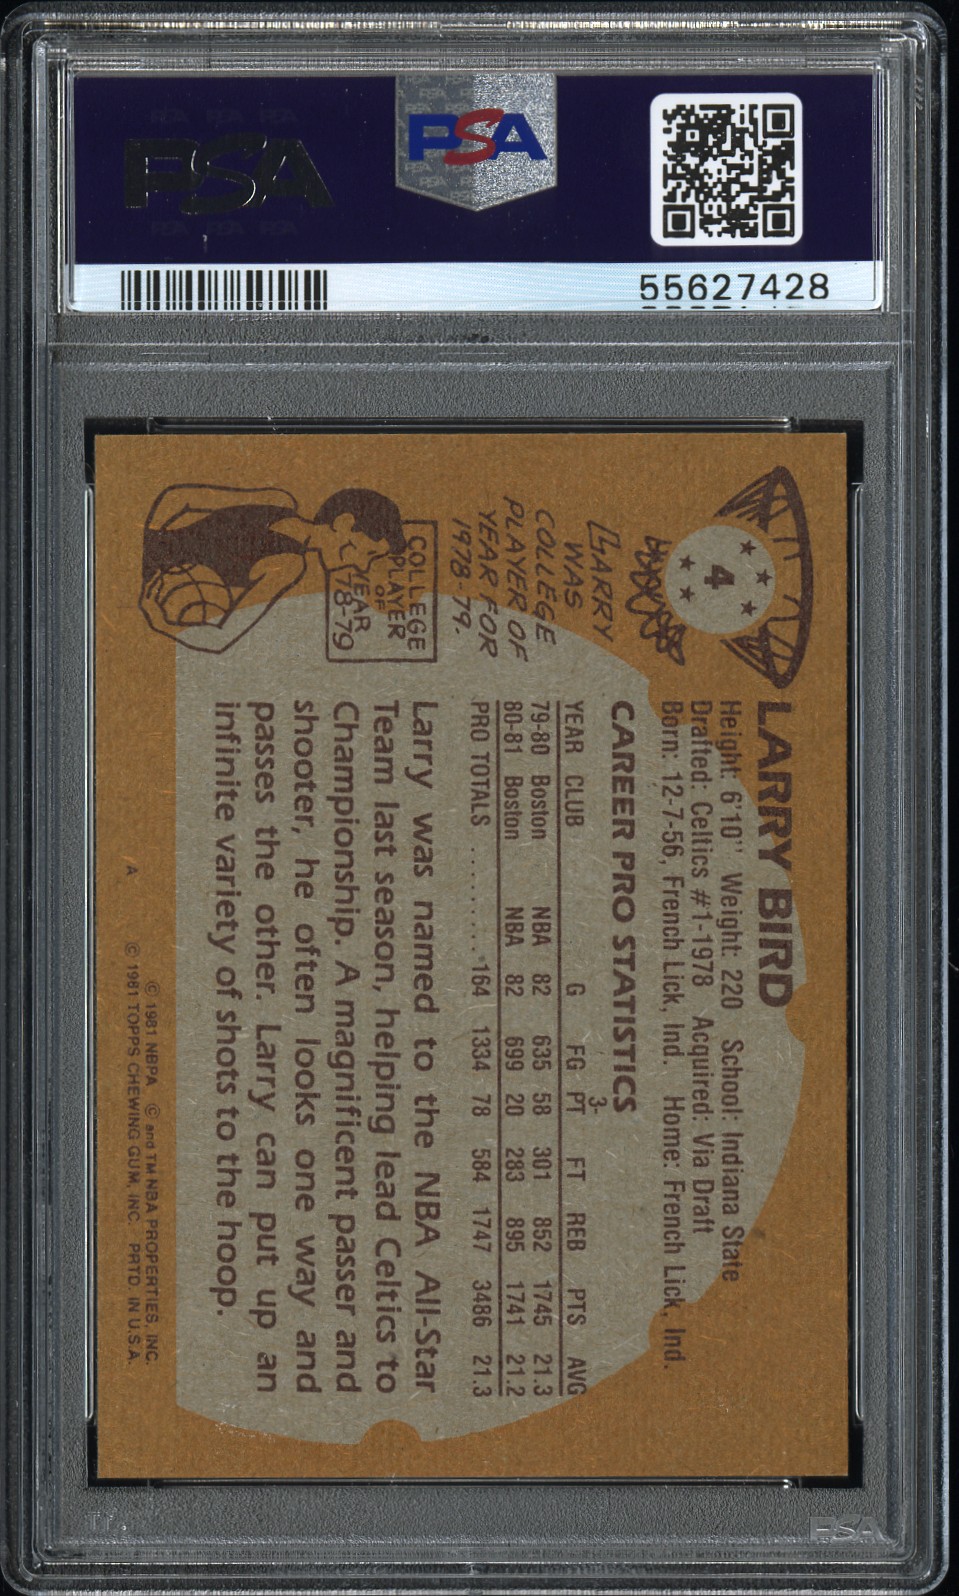 PSA
PSA
55627428
4
LARRY BIRD
Height: 6'10" Weight: 220 School: Indiana State
Drafted: Celtics #1-1978 Acquired: Via Draft
Born: 12-7-56, French Lick, Ind. Home: French Lick, Ind.
CAREER PRO STATISTICS
YEAR CLUB G FG 3-PT FT REB PTS AVG
79-80 Boston NBA 82 635 58 301 852 1745 21.3
80-81 Boston NBA 82 699 20 283 895 1741 21.2
PRO TOTALS ......... 164 1334 78 584 1747 3486 21.3
LARRY
WAS
COLLEGE
PLAYER OF
YEAR FOR
1978-79.
COLLEGE
PLAYER
OF
YEAR
78-79
Larry was named to the NBA All-Star
Team last season, helping lead Celtics to
Championship. A magnificent passer and
shooter, he often looks one way and
passes the other. Larry can put up an
infinite variety of shots to the hoop.
© 1981 NBPA © and TM NBA PROPERTIES, INC.
A © 1981 TOPPS CHEWING GUM, INC. PRTD. IN U.S.A.
PSA